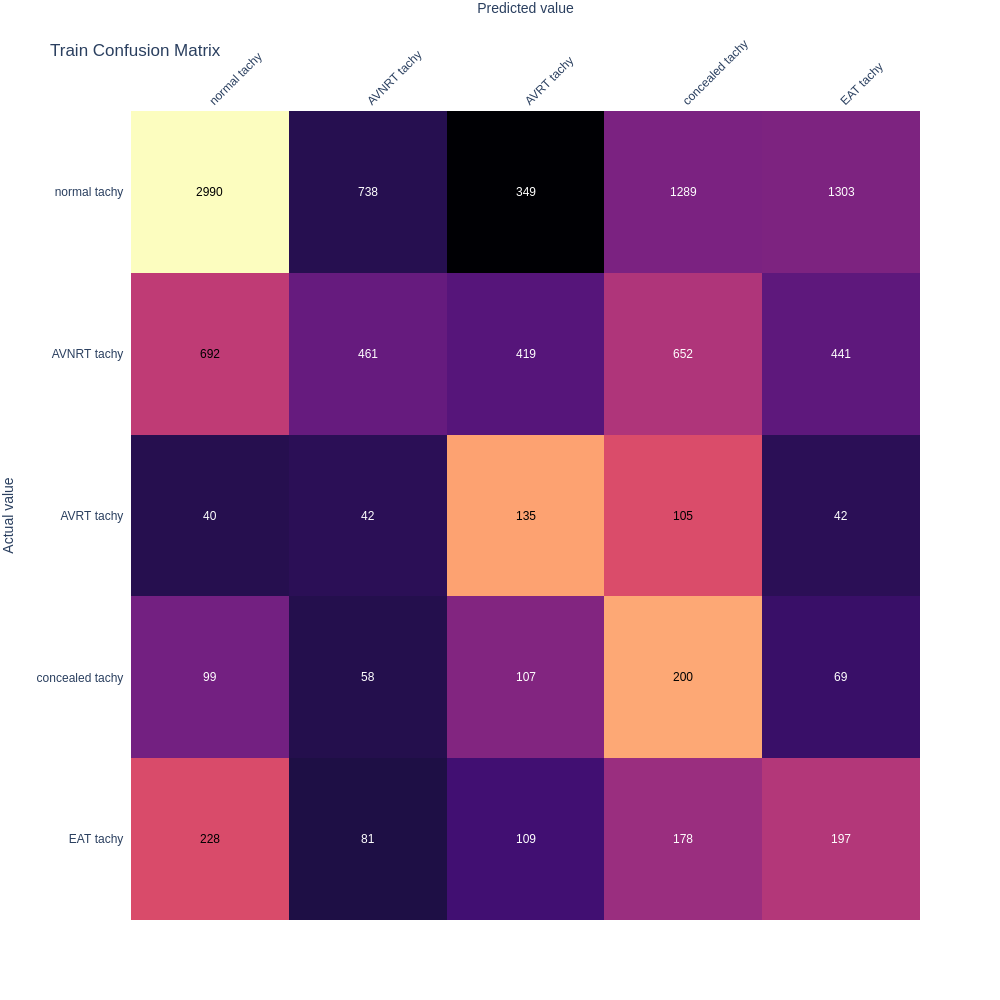 Predicted value
Train Confusion Matrix
normal tachy AVNRT tachy AVRT tachy concealed tachy EAT tachy
normal tachy 2990 738 349 1289 1303
AVNRT tachy 692 461 419 652 441
AVRT tachy 40 42 135 105 42
concealed tachy 99 58 107 200 69
EAT tachy 228 81 109 178 197
Actual value